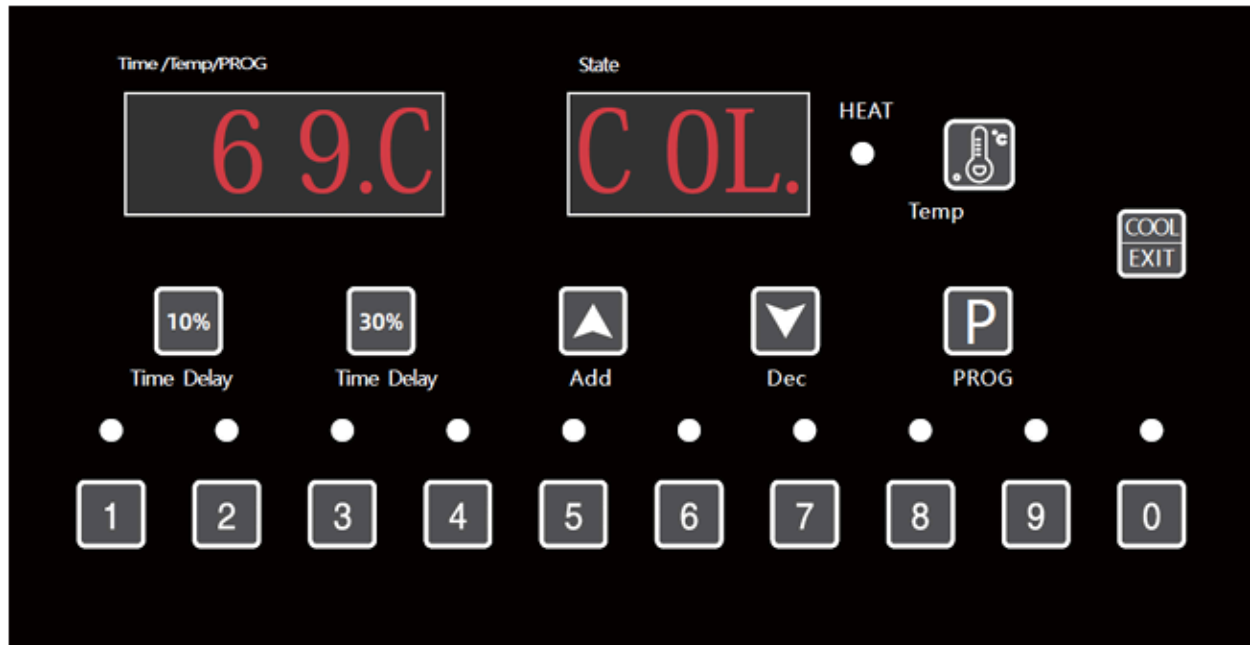 Time/Temp/PROG State
6 9.C C 0L.
HEAT
°C
Temp
COOL
EXIT
10% 30% P
Time Delay Time Delay Add Dec PROG
1 2 3 4 5 6 7 8 9 0